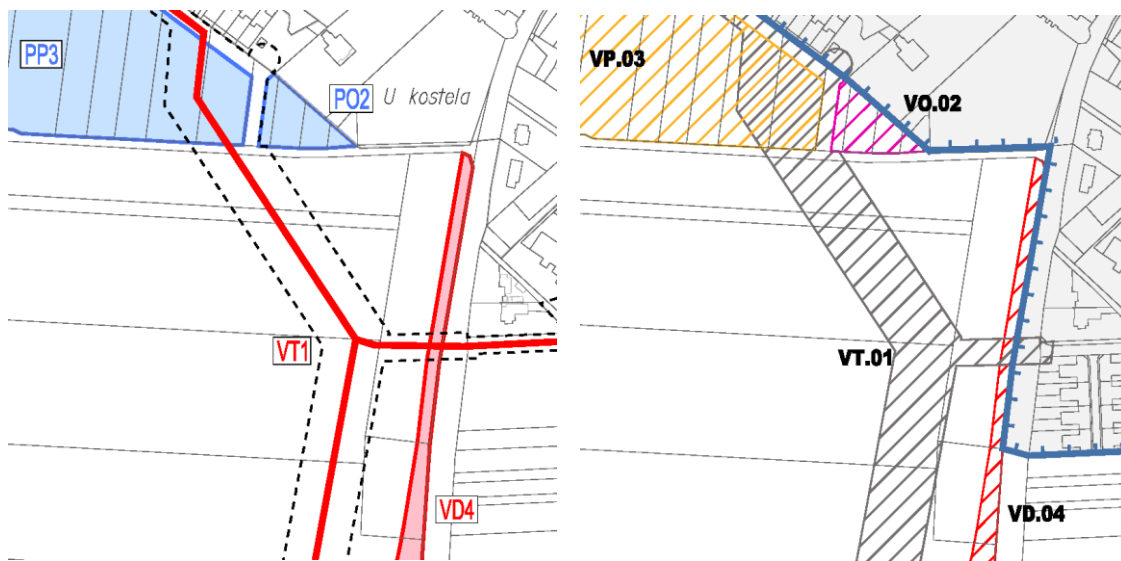 PP3
PO2 U kostela
VT1
VD4
VP.03
VO.02
VT.01
VD.04